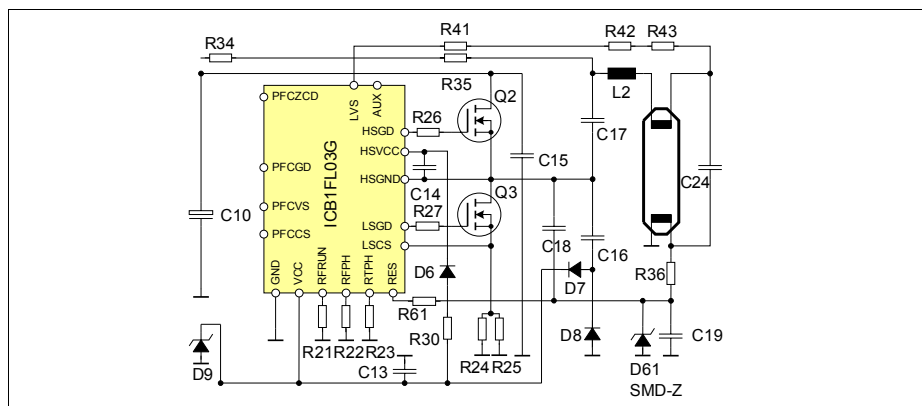 R41
R42
R43
R34
R35
L2
PFCZCD
LVS
AUX
Q2
R26
HSGD
HSVCC
C17
C15
PFCGD
HSGND
C14
C24
Q3
ICB1FL03G
PFCVS
R27
LSGD
C10
PFCCS
LSCS
C18
C16
GND
VCC
RFRUN
RFPH
RTPH
RES
D6
D7
R36
R61
R21
R22
R23
R30
D8
C19
D9
C13
R24
R25
D61
SMD-Z